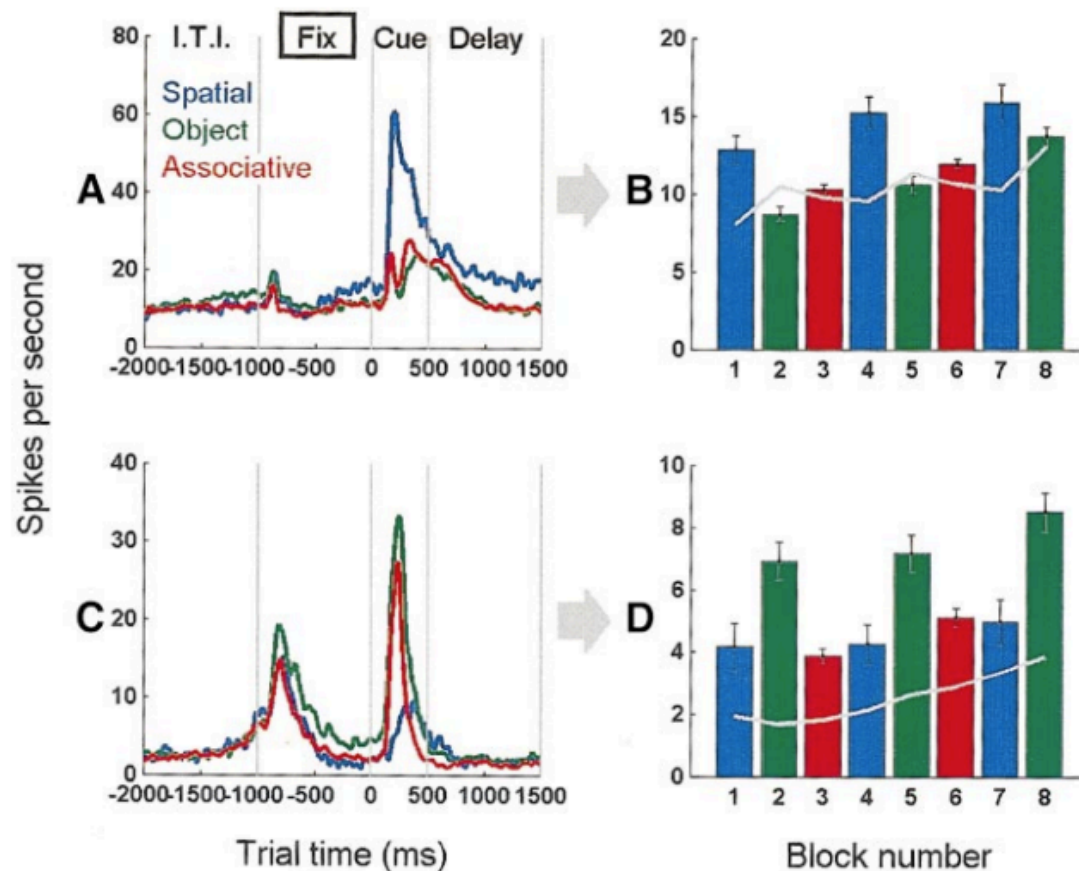 I.T.I. Fix Cue Delay
Spatial
Object
Associative
A
80
60
40
20
0
-2000 -1500 -1000 -500 0 500 1000 1500
B
20
15
10
5
0
1 2 3 4 5 6 7 8
Spikes per second
C
40
30
20
10
0
-2000 -1500 -1000 -500 0 500 1000 1500
D
10
8
6
4
2
0
1 2 3 4 5 6 7 8
Trial time (ms)
Block number